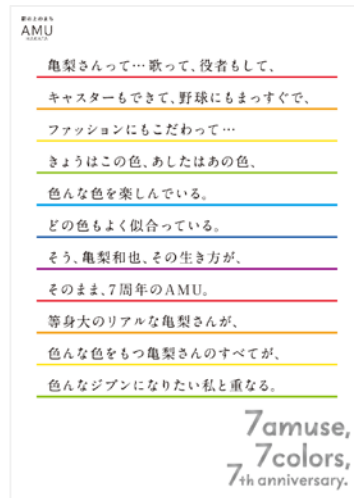 AMU
亀梨さんって…歌って、役者もして、
キャスターもできて、野球にもまっすぐで、
ファッションにもこだわって…
きょうはこの色、あしたはあの色、
色んな色を楽しんでいる。
どの色もよく似合っている。
そう、亀梨和也、その生き方が、
そのまま、7周年のAMU。
等身大のリアルな亀梨さんが、
色んな色をもつ亀梨さんのすべてが、
色んなジブンになりたい私と重なる。
7amuse,
7colors,
7th anniversary.